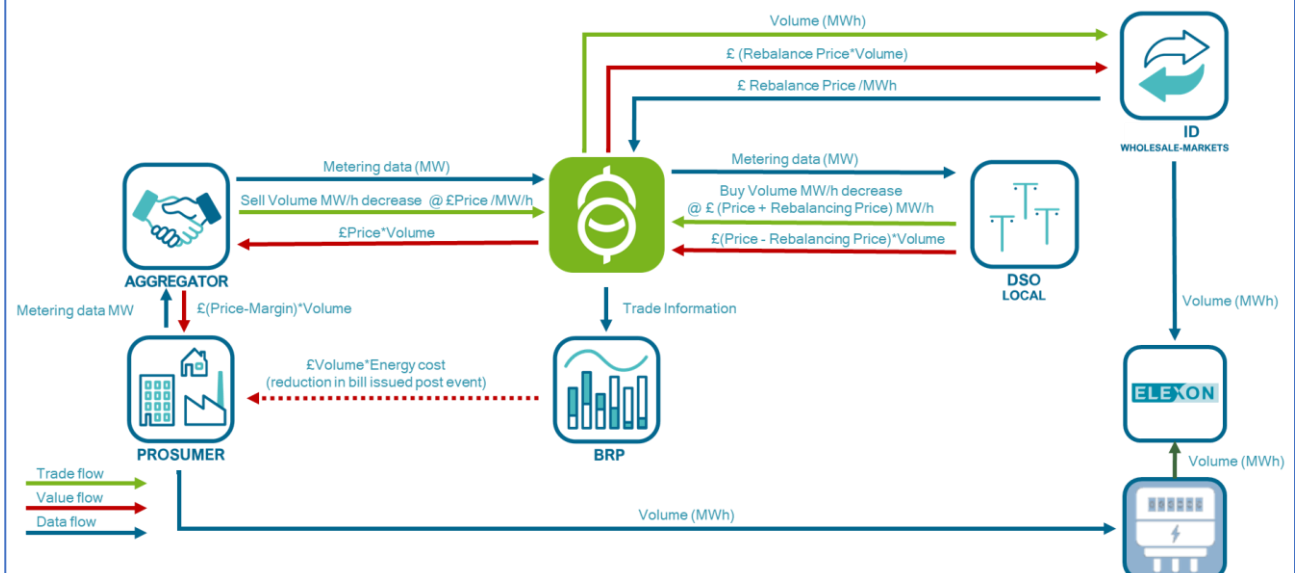 Volume (MWh)
£ (Rebalance Price*Volume)
£ Rebalance Price /MWh
ID
WHOLESALE-MARKETS
Metering data (MW)
Sell Volume MW/h decrease @ £Price /MW/h
£Price*Volume
AGGREGATOR
Metering data (MW)
Buy Volume MW/h decrease
@ £ (Price + Rebalancing Price) MW/h
£(Price - Rebalancing Price)*Volume
DSO
LOCAL
Metering data MW
£(Price-Margin)*Volume
Trade Information
Volume (MWh)
£Volume*Energy cost
(reduction in bill issued post event)
PROSUMER
BRP
ELEXON
Volume (MWh)
Trade flow
Value flow
Data flow
Volume (MWh)